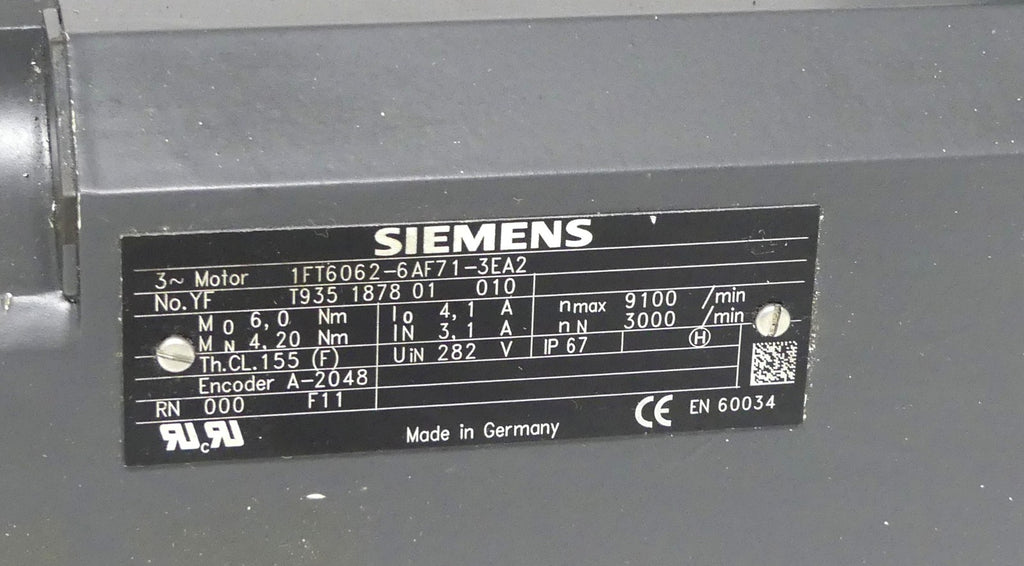 SIEMENS
3~ Motor 1FT6062-6AF71-3EA2
No. YF T935 1878 01 010
M0 6,0 Nm I0 4,1 A nmax 9100 /min
MN 4,20 Nm IN 3,1 A nN 3000 /min
Th.CL.155 (F) UIN 282 V IP 67 H
Encoder A-2048
RN 000 F11
CE EN 60034
RU c RU Made in Germany